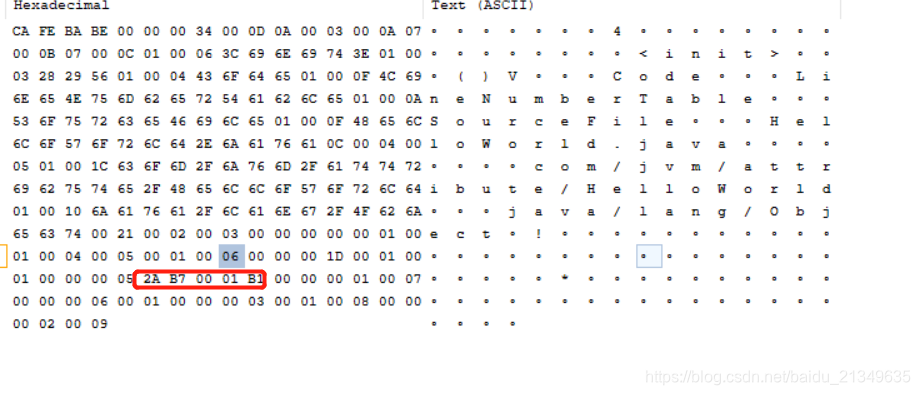 Hexadecimal Text (ASCII)
CA FE BA BE 00 00 00 34 00 0D 0A 00 03 00 0A 07 ∘ ∘ ∘ ∘ ∘ ∘ ∘ 4 ∘ ∘ ∘ ∘ ∘ ∘ ∘ ∘
00 0B 07 00 0C 01 00 06 3C 69 6E 69 74 3E 01 00 ∘ ∘ ∘ ∘ ∘ ∘ ∘ ∘ < i n i t > ∘ ∘
03 28 29 56 01 00 04 43 6F 64 65 01 00 0F 4C 69 ∘ ( ) V ∘ ∘ ∘ C o d e ∘ ∘ ∘ L i
6E 65 4E 75 6D 62 65 72 54 61 62 6C 65 01 00 0A n e N u m b e r T a b l e ∘ ∘ ∘
53 6F 75 72 63 65 46 69 6C 65 01 00 0F 48 65 6C S o u r c e F i l e ∘ ∘ ∘ H e l
6C 6F 57 6F 72 6C 64 2E 6A 61 76 61 0C 00 04 00 l o W o r l d . j a v a ∘ ∘ ∘ ∘
05 01 00 1C 63 6F 6D 2F 6A 76 6D 2F 61 74 74 72 ∘ ∘ ∘ ∘ c o m / j v m / a t t r
69 62 75 74 65 2F 48 65 6C 6C 6F 57 6F 72 6C 64 i b u t e / H e l l o W o r l d
01 00 10 6A 61 76 61 2F 6C 61 6E 67 2F 4F 62 6A ∘ ∘ ∘ j a v a / l a n g / O b j
65 63 74 00 21 00 02 00 03 00 00 00 00 00 01 00 e c t ∘ ! ∘ ∘ ∘ ∘ ∘ ∘ ∘ ∘ ∘ ∘ ∘
01 00 04 00 05 00 01 00 06 00 00 00 1D 00 01 00 ∘ ∘ ∘ ∘ ∘ ∘ ∘ ∘ ∘ ∘ ∘ ∘ ∘ ∘ ∘ ∘
01 00 00 00 05 2A B7 00 01 B1 00 00 00 01 00 07 ∘ ∘ ∘ ∘ ∘ * ∘ ∘ ∘ ∘ ∘ ∘ ∘ ∘ ∘ ∘
00 00 00 06 00 01 00 00 00 03 00 01 00 08 00 00 ∘ ∘ ∘ ∘ ∘ ∘ ∘ ∘ ∘ ∘ ∘ ∘ ∘ ∘ ∘ ∘
00 02 00 09 ∘ ∘ ∘ ∘
https://blog.csdn.net/baidu_21349635